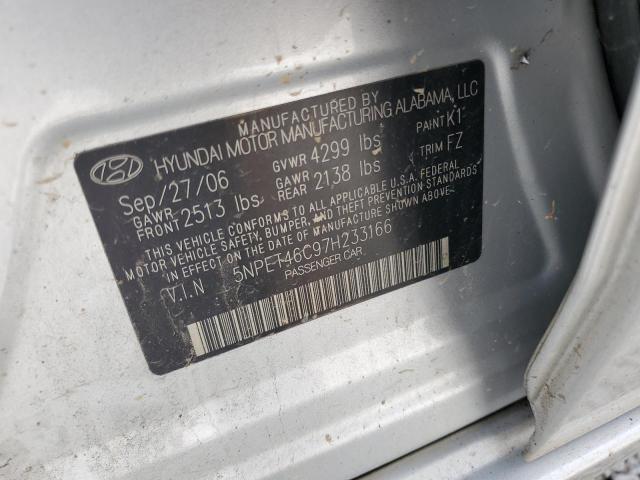 MANUFACTURED BY
HYUNDAI MOTOR MANUFACTURING ALABAMA, LLC
Sep/27/06 GVWR 4299 lbs PAINT K1
GAWR FRONT 2513 lbs GAWR REAR 2138 lbs TRIM FZ
THIS VEHICLE CONFORMS TO ALL APPLICABLE U.S.A. FEDERAL
MOTOR VEHICLE SAFETY, BUMPER, AND THEFT PREVENTION STANDARDS
IN EFFECT ON THE DATE OF MANUFACTURE SHOWN ABOVE.
V.I.N 5NPET46C97H233166
PASSENGER CAR